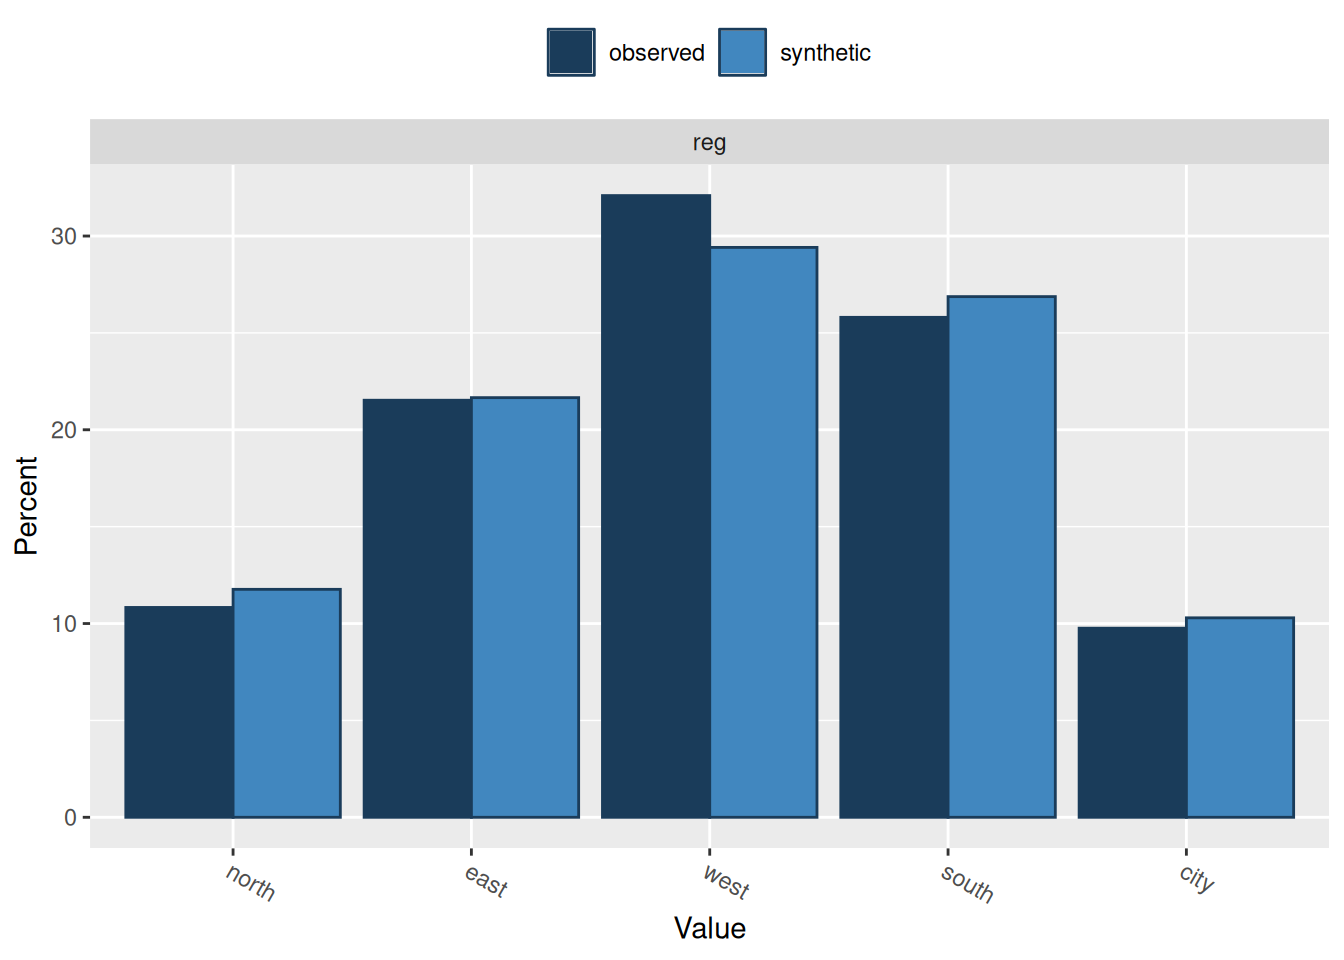 observed synthetic
reg
30
20
10
0
Percent
north east west south city
Value